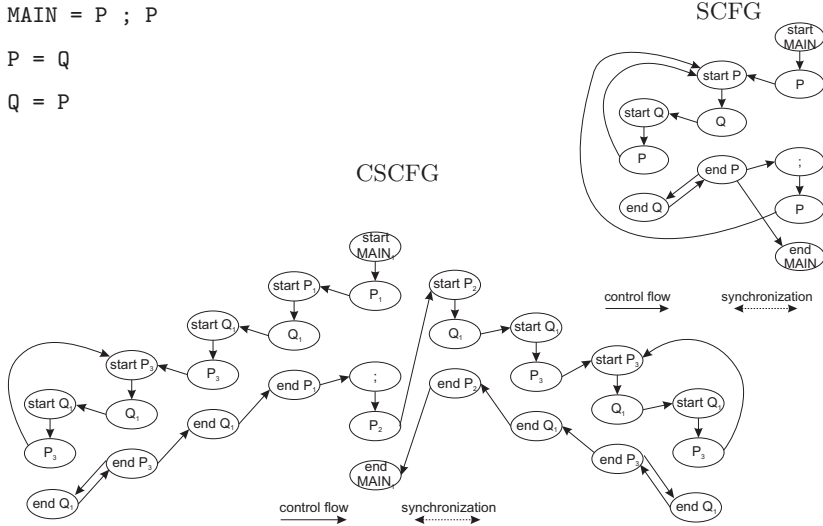 MAIN = P ; P
P = Q
Q = P
SCFG
start
MAIN
P
start P
Q
start Q
P
end P
end Q
;
P
end
MAIN
control flow
synchronization
CSCFG
start
MAIN₁
P₁
start P₁
Q₁
start Q₁
P₃
start P₃
Q₁
start Q₁
P₃
end P₃
end Q₁
end Q₁
end P₁
;
P₂
end
MAIN₁
start P₂
Q₁
start Q₁
P₃
start P₃
Q₁
start Q₁
P₃
end P₂
end Q₁
end P₃
end Q₁
control flow
synchronization